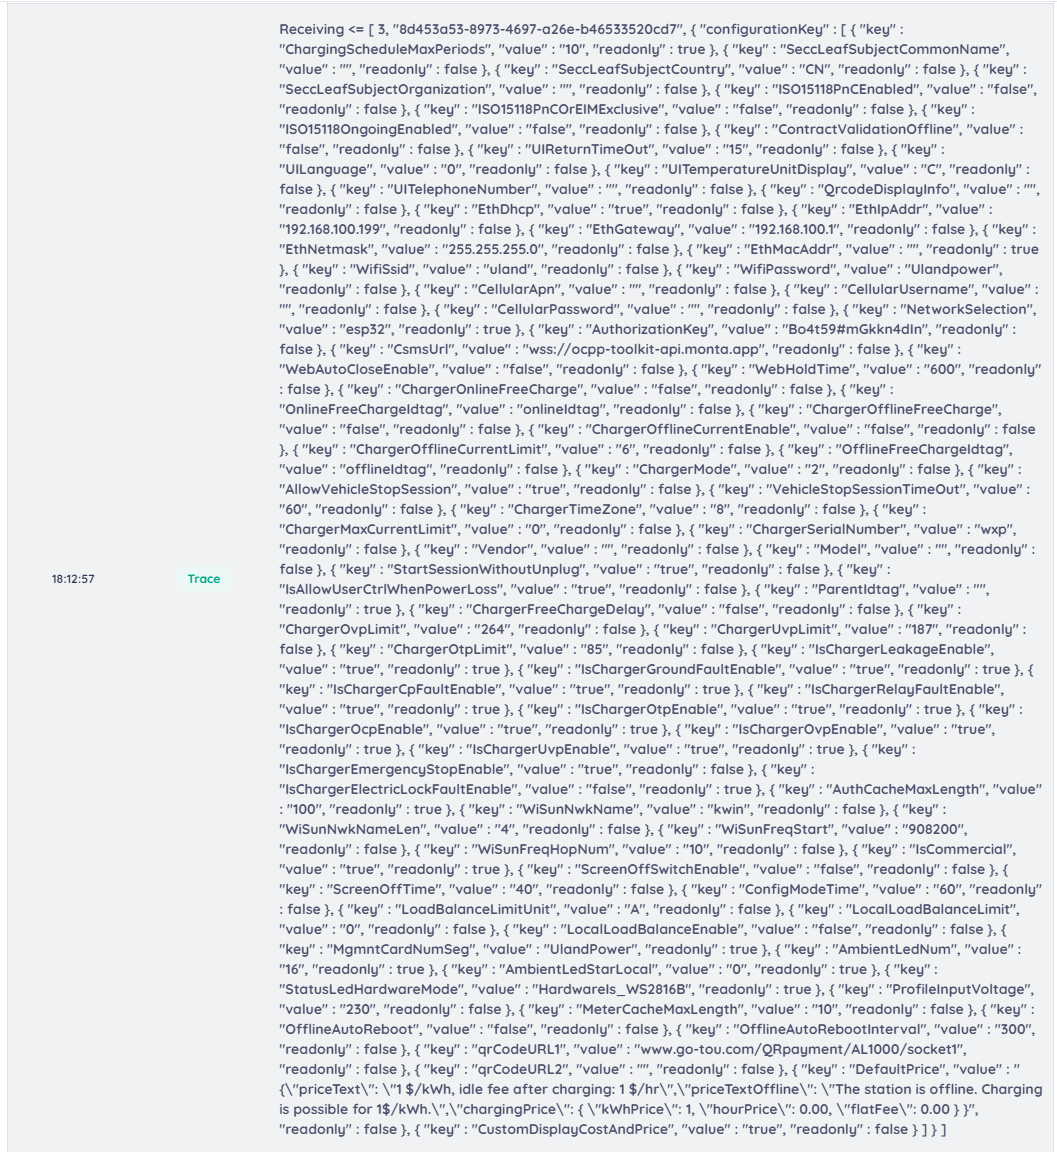 Receiving <= [ 3, "8d453a53-8973-4697-a26e-b46533520cd7", { "configurationKey" : [ { "key" :
"ChargingScheduleMaxPeriods", "value" : "10", "readonly" : true }, { "key" : "SeccLeafSubjectCommonName",
"value" : "", "readonly" : false }, { "key" : "SeccLeafSubjectCountry", "value" : "CN", "readonly" : false }, { "key" :
"SeccLeafSubjectOrganization", "value" : "", "readonly" : false }, { "key" : "ISO15118PnCEnabled", "value" : "false",
"readonly" : false }, { "key" : "ISO15118PnCOrEIMExclusive", "value" : "false", "readonly" : false }, { "key" :
"ISO15118OngoingEnabled", "value" : "false", "readonly" : false }, { "key" : "ContractValidationOffline", "value" :
"false", "readonly" : false }, { "key" : "UIReturnTimeOut", "value" : "15", "readonly" : false }, { "key" :
"UILanguage", "value" : "0", "readonly" : false }, { "key" : "UITemperatureUnitDisplay", "value" : "C", "readonly" :
false }, { "key" : "UITelephoneNumber", "value" : "", "readonly" : false }, { "key" : "QrcodeDisplayInfo", "value" : "",
"readonly" : false }, { "key" : "EthDhcp", "value" : "true", "readonly" : false }, { "key" : "EthIpAddr", "value" :
"192.168.100.199", "readonly" : false }, { "key" : "EthGateway", "value" : "192.168.100.1", "readonly" : false }, { "key" :
"EthNetmask", "value" : "255.255.255.0", "readonly" : false }, { "key" : "EthMacAddr", "value" : "", "readonly" : true
}, { "key" : "WifiSsid", "value" : "uland", "readonly" : false }, { "key" : "WifiPassword", "value" : "Ulandpower",
"readonly" : false }, { "key" : "CellularApn", "value" : "", "readonly" : false }, { "key" : "CellularUsername", "value" :
"", "readonly" : false }, { "key" : "CellularPassword", "value" : "", "readonly" : false }, { "key" : "NetworkSelection",
"value" : "esp32", "readonly" : true }, { "key" : "AuthorizationKey", "value" : "Bo4t59#mGkkn4dIn", "readonly" :
false }, { "key" : "CsmsUrl", "value" : "wss://ocpp-toolkit-api.monta.app", "readonly" : false }, { "key" :
"WebAutoCloseEnable", "value" : "false", "readonly" : false }, { "key" : "WebHoldTime", "value" : "600", "readonly"
: false }, { "key" : "ChargerOnlineFreeCharge", "value" : "false", "readonly" : false }, { "key" :
"OnlineFreeChargeIdtag", "value" : "onlineIdtag", "readonly" : false }, { "key" : "ChargerOfflineFreeCharge",
"value" : "false", "readonly" : false }, { "key" : "ChargerOfflineCurrentEnable", "value" : "false", "readonly" : false
}, { "key" : "ChargerOfflineCurrentLimit", "value" : "6", "readonly" : false }, { "key" : "OfflineFreeChargeIdtag",
"value" : "offlineIdtag", "readonly" : false }, { "key" : "ChargerMode", "value" : "2", "readonly" : false }, { "key" :
"AllowVehicleStopSession", "value" : "true", "readonly" : false }, { "key" : "VehicleStopSessionTimeOut", "value" :
"60", "readonly" : false }, { "key" : "ChargerTimeZone", "value" : "8", "readonly" : false }, { "key" :
"ChargerMaxCurrentLimit", "value" : "0", "readonly" : false }, { "key" : "ChargerSerialNumber", "value" : "wxp",
"readonly" : false }, { "key" : "Vendor", "value" : "", "readonly" : false }, { "key" : "Model", "value" : "", "readonly" :
false }, { "key" : "StartSessionWithoutUnplug", "value" : "true", "readonly" : false }, { "key" :
18:12:57 Trace "IsAllowUserCtrlWhenPowerLoss", "value" : "true", "readonly" : false }, { "key" : "ParentIdtag", "value" : "",
"readonly" : true }, { "key" : "ChargerFreeChargeDelay", "value" : "false", "readonly" : false }, { "key" :
"ChargerOvpLimit", "value" : "264", "readonly" : false }, { "key" : "ChargerUvpLimit", "value" : "187", "readonly" :
false }, { "key" : "ChargerOtpLimit", "value" : "85", "readonly" : false }, { "key" : "IsChargerLeakageEnable",
"value" : "true", "readonly" : true }, { "key" : "IsChargerGroundFaultEnable", "value" : "true", "readonly" : true }, {
"key" : "IsChargerCpFaultEnable", "value" : "true", "readonly" : true }, { "key" : "IsChargerRelayFaultEnable",
"value" : "true", "readonly" : true }, { "key" : "IsChargerOtpEnable", "value" : "true", "readonly" : true }, { "key" :
"IsChargerOcpEnable", "value" : "true", "readonly" : true }, { "key" : "IsChargerOvpEnable", "value" : "true",
"readonly" : true }, { "key" : "IsChargerUvpEnable", "value" : "true", "readonly" : true }, { "key" :
"IsChargerEmergencyStopEnable", "value" : "true", "readonly" : false }, { "key" :
"IsChargerElectricLockFaultEnable", "value" : "false", "readonly" : true }, { "key" : "AuthCacheMaxLength", "value"
: "100", "readonly" : true }, { "key" : "WiSunNwkName", "value" : "kwin", "readonly" : false }, { "key" :
"WiSunNwkNameLen", "value" : "4", "readonly" : false }, { "key" : "WiSunFreqStart", "value" : "908200",
"readonly" : false }, { "key" : "WiSunFreqHopNum", "value" : "10", "readonly" : false }, { "key" : "IsCommercial",
"value" : "true", "readonly" : true }, { "key" : "ScreenOffSwitchEnable", "value" : "false", "readonly" : false }, {
"key" : "ScreenOffTime", "value" : "40", "readonly" : false }, { "key" : "ConfigModeTime", "value" : "60", "readonly"
: false }, { "key" : "LoadBalanceLimitUnit", "value" : "A", "readonly" : false }, { "key" : "LocalLoadBalanceLimit",
"value" : "0", "readonly" : false }, { "key" : "LocalLoadBalanceEnable", "value" : "false", "readonly" : false }, {
"key" : "MgmntCardNumSeg", "value" : "UlandPower", "readonly" : true }, { "key" : "AmbientLedNum", "value" :
"16", "readonly" : true }, { "key" : "AmbientLedStarLocal", "value" : "0", "readonly" : true }, { "key" :
"StatusLedHardwareMode", "value" : "HardwareIs_WS2816B", "readonly" : true }, { "key" : "ProfileInputVoltage",
"value" : "230", "readonly" : false }, { "key" : "MeterCacheMaxLength", "value" : "10", "readonly" : false }, { "key" :
"OfflineAutoReboot", "value" : "false", "readonly" : false }, { "key" : "OfflineAutoRebootInterval", "value" : "300",
"readonly" : false }, { "key" : "qrCodeURL1", "value" : "www.go-tou.com/QRpayment/AL1000/socket1",
"readonly" : false }, { "key" : "qrCodeURL2", "value" : "", "readonly" : false }, { "key" : "DefaultPrice", "value" : "
{\"priceText\": \"1 $/kWh, idle fee after charging: 1 $/hr\",\"priceTextOffline\": \"The station is offline. Charging
is possible for 1$/kWh.\",\"chargingPrice\": { \"kWhPrice\": 1, \"hourPrice\": 0.00, \"flatFee\": 0.00 } }",
"readonly" : false }, { "key" : "CustomDisplayCostAndPrice", "value" : "true", "readonly" : false } ] } ]